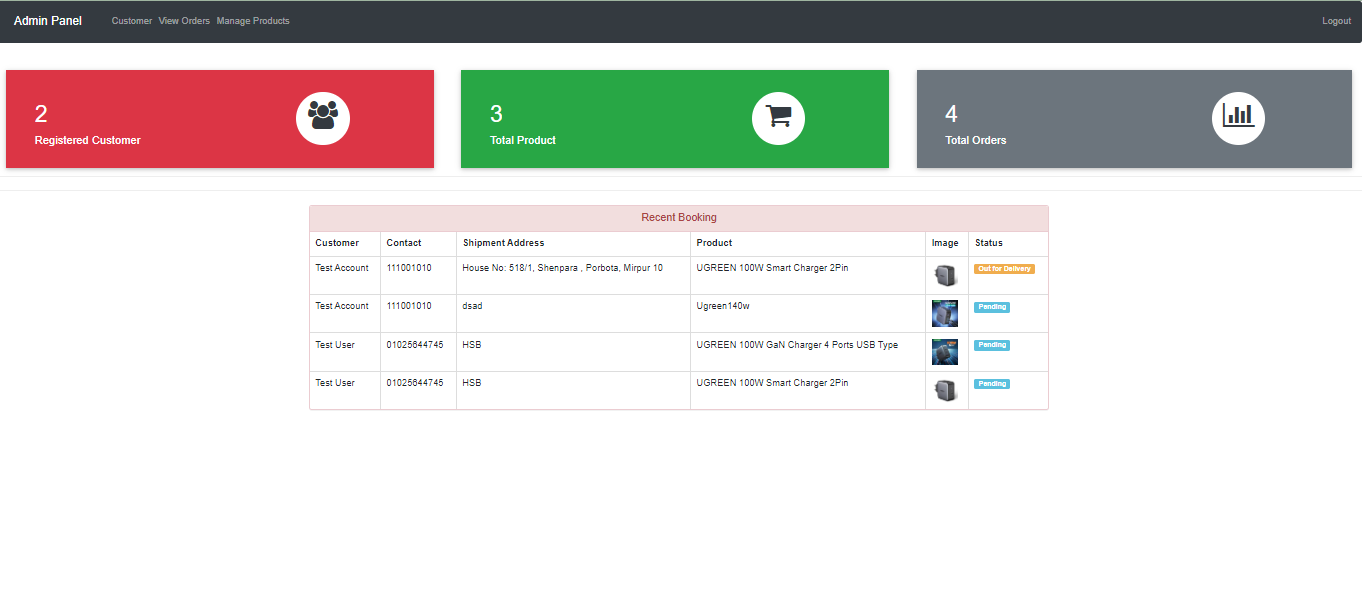 Admin Panel Customer View Orders Manage Products Logout
2
Registered Customer
3
Total Product
4
Total Orders
Recent Booking
Customer Contact Shipment Address Product Image Status
Test Account 111001010 House No: 518/1, Shenpara , Porbota, Mirpur 10 UGREEN 100W Smart Charger 2Pin Out for Delivery
Test Account 111001010 dsad Ugreen140w Pending
Test User 01025644745 HSB UGREEN 100W GaN Charger 4 Ports USB Type Pending
Test User 01025644745 HSB UGREEN 100W Smart Charger 2Pin Pending